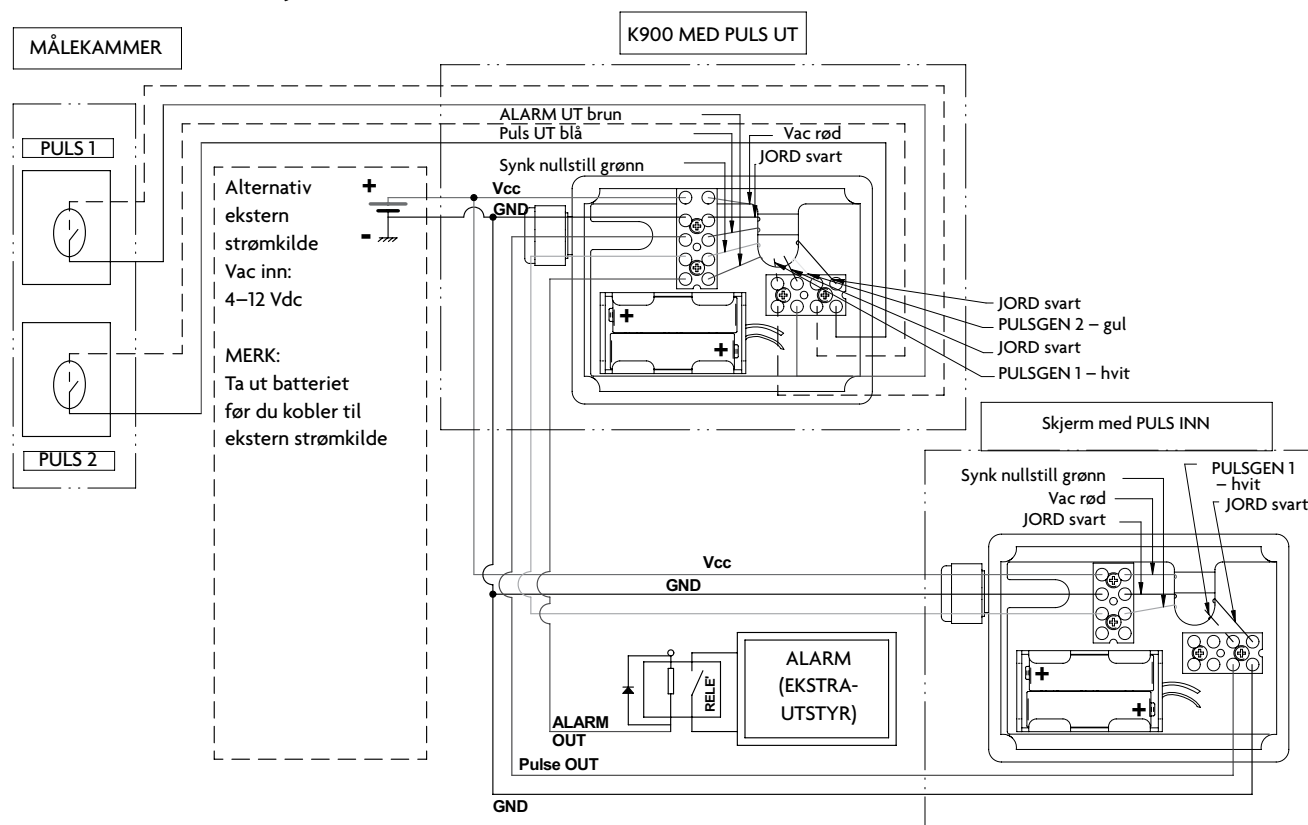 K900 MED PULS UT
MÅLEKAMMER
ALARM UT brun
Puls UT blå
Vac rød
JORD svart
Synk nullstill grønn
PULS 1
Vcc
GND
Alternativ
ekstern
strømkilde
Vac inn:
4–12 Vdc
+
-
MERK:
Ta ut batteriet
før du kobler til
ekstern strømkilde
+
+
JORD svart
PULSGEN 2 – gul
JORD svart
PULSGEN 1 – hvit
PULS 2
Skjerm med PULS INN
Synk nullstill grønn
Vac rød
JORD svart
PULSGEN 1
– hvit
JORD svart
Vcc
GND
+
+
RELE'
ALARM
(EKSTRA-
UTSTYR)
ALARM
OUT
Pulse OUT
GND